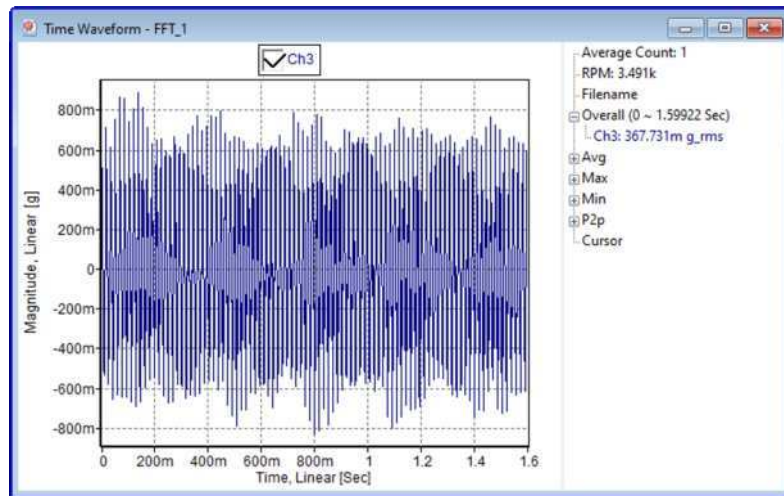 Time Waveform - FFT_1
Ch3
800m
600m
400m
200m
0
-200m
-400m
-600m
-800m
Magnitude, Linear [g]
0 200m 400m 600m 800m 1 1.2 1.4 1.6
Time, Linear [Sec]
Average Count: 1
RPM: 3.491k
Filename
Overall (0 ~ 1.59922 Sec)
Ch3: 367.731m g_rms
Avg
Max
Min
P2p
Cursor